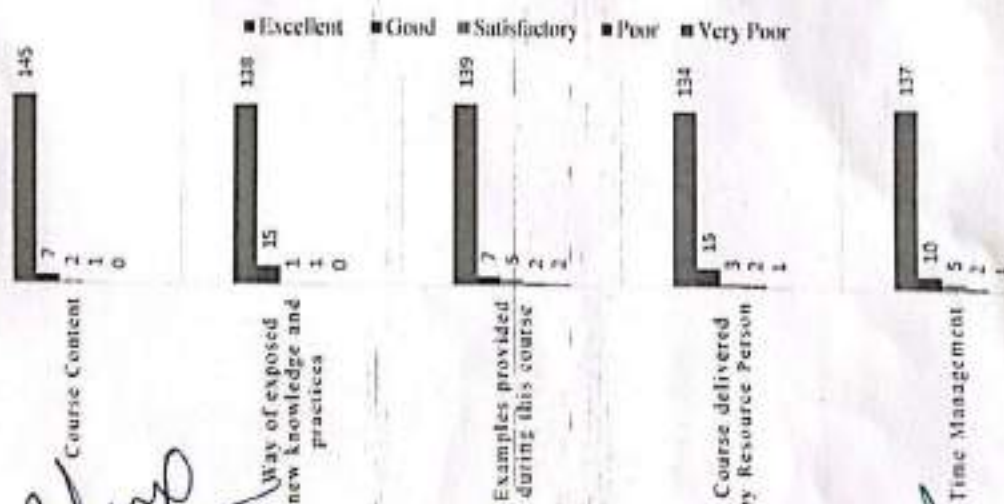 Excellent Good Satisfactory Poor Very Poor
145
7
2
1
0
Course Content
138
15
1
1
0
Way of exposed
new knowledge and
practices
139
7
5
2
2
Examples provided
during this course
134
15
3
2
1
Course delivered
by Resource Person
137
10
5
2
Time Management